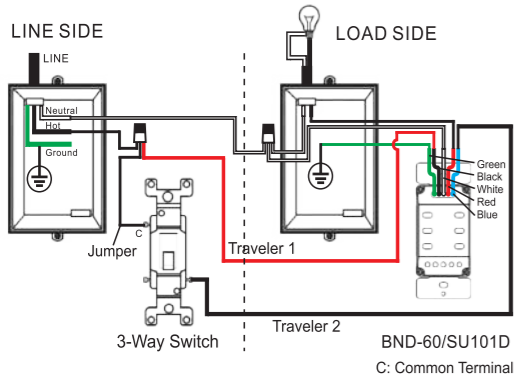 LINE SIDE
LOAD SIDE
LINE
Neutral
Hot
Ground
Green
Black
White
Red
Blue
C
Jumper
Traveler 1
Traveler 2
3-Way Switch
BND-60/SU101D
C: Common Terminal